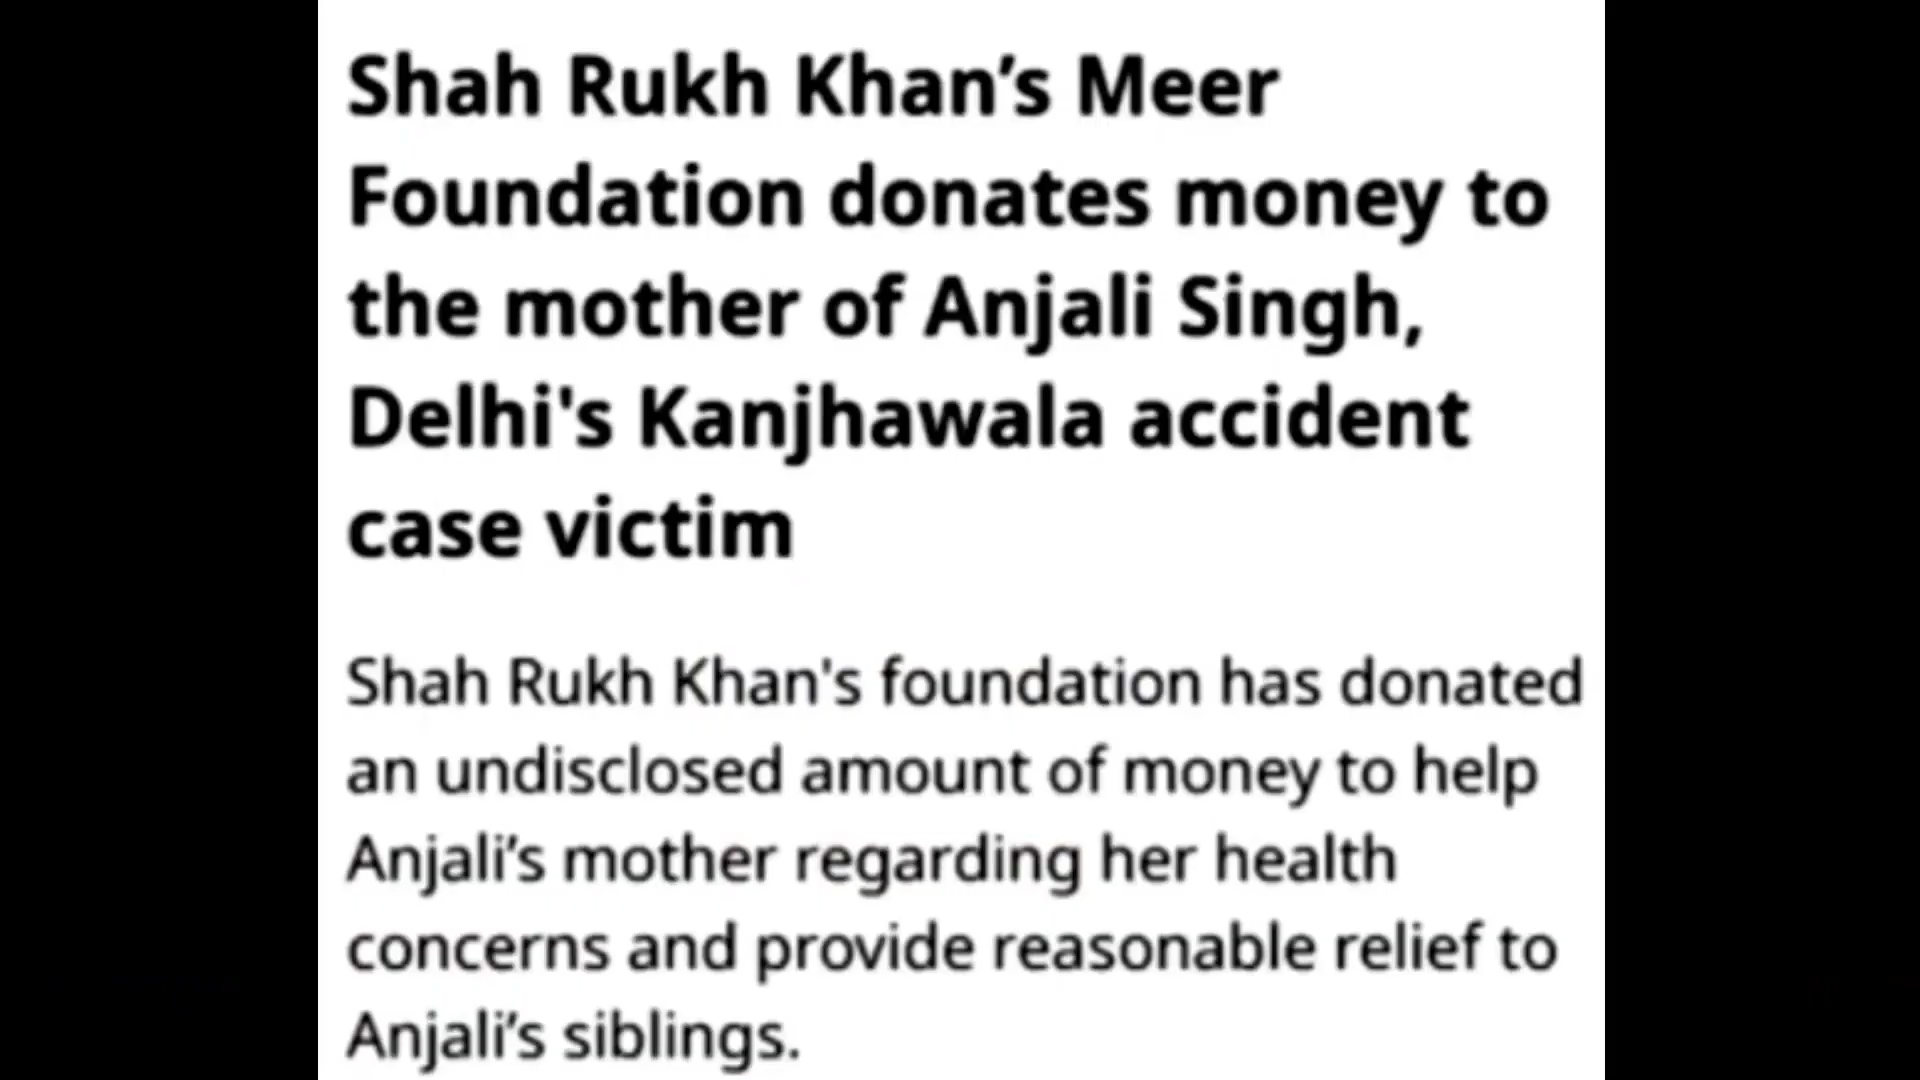 Shah Rukh Khan’s Meer
Foundation donates money to
the mother of Anjali Singh,
Delhi's Kanjhawala accident
case victim
Shah Rukh Khan's foundation has donated
an undisclosed amount of money to help
Anjali’s mother regarding her health
concerns and provide reasonable relief to
Anjali’s siblings.